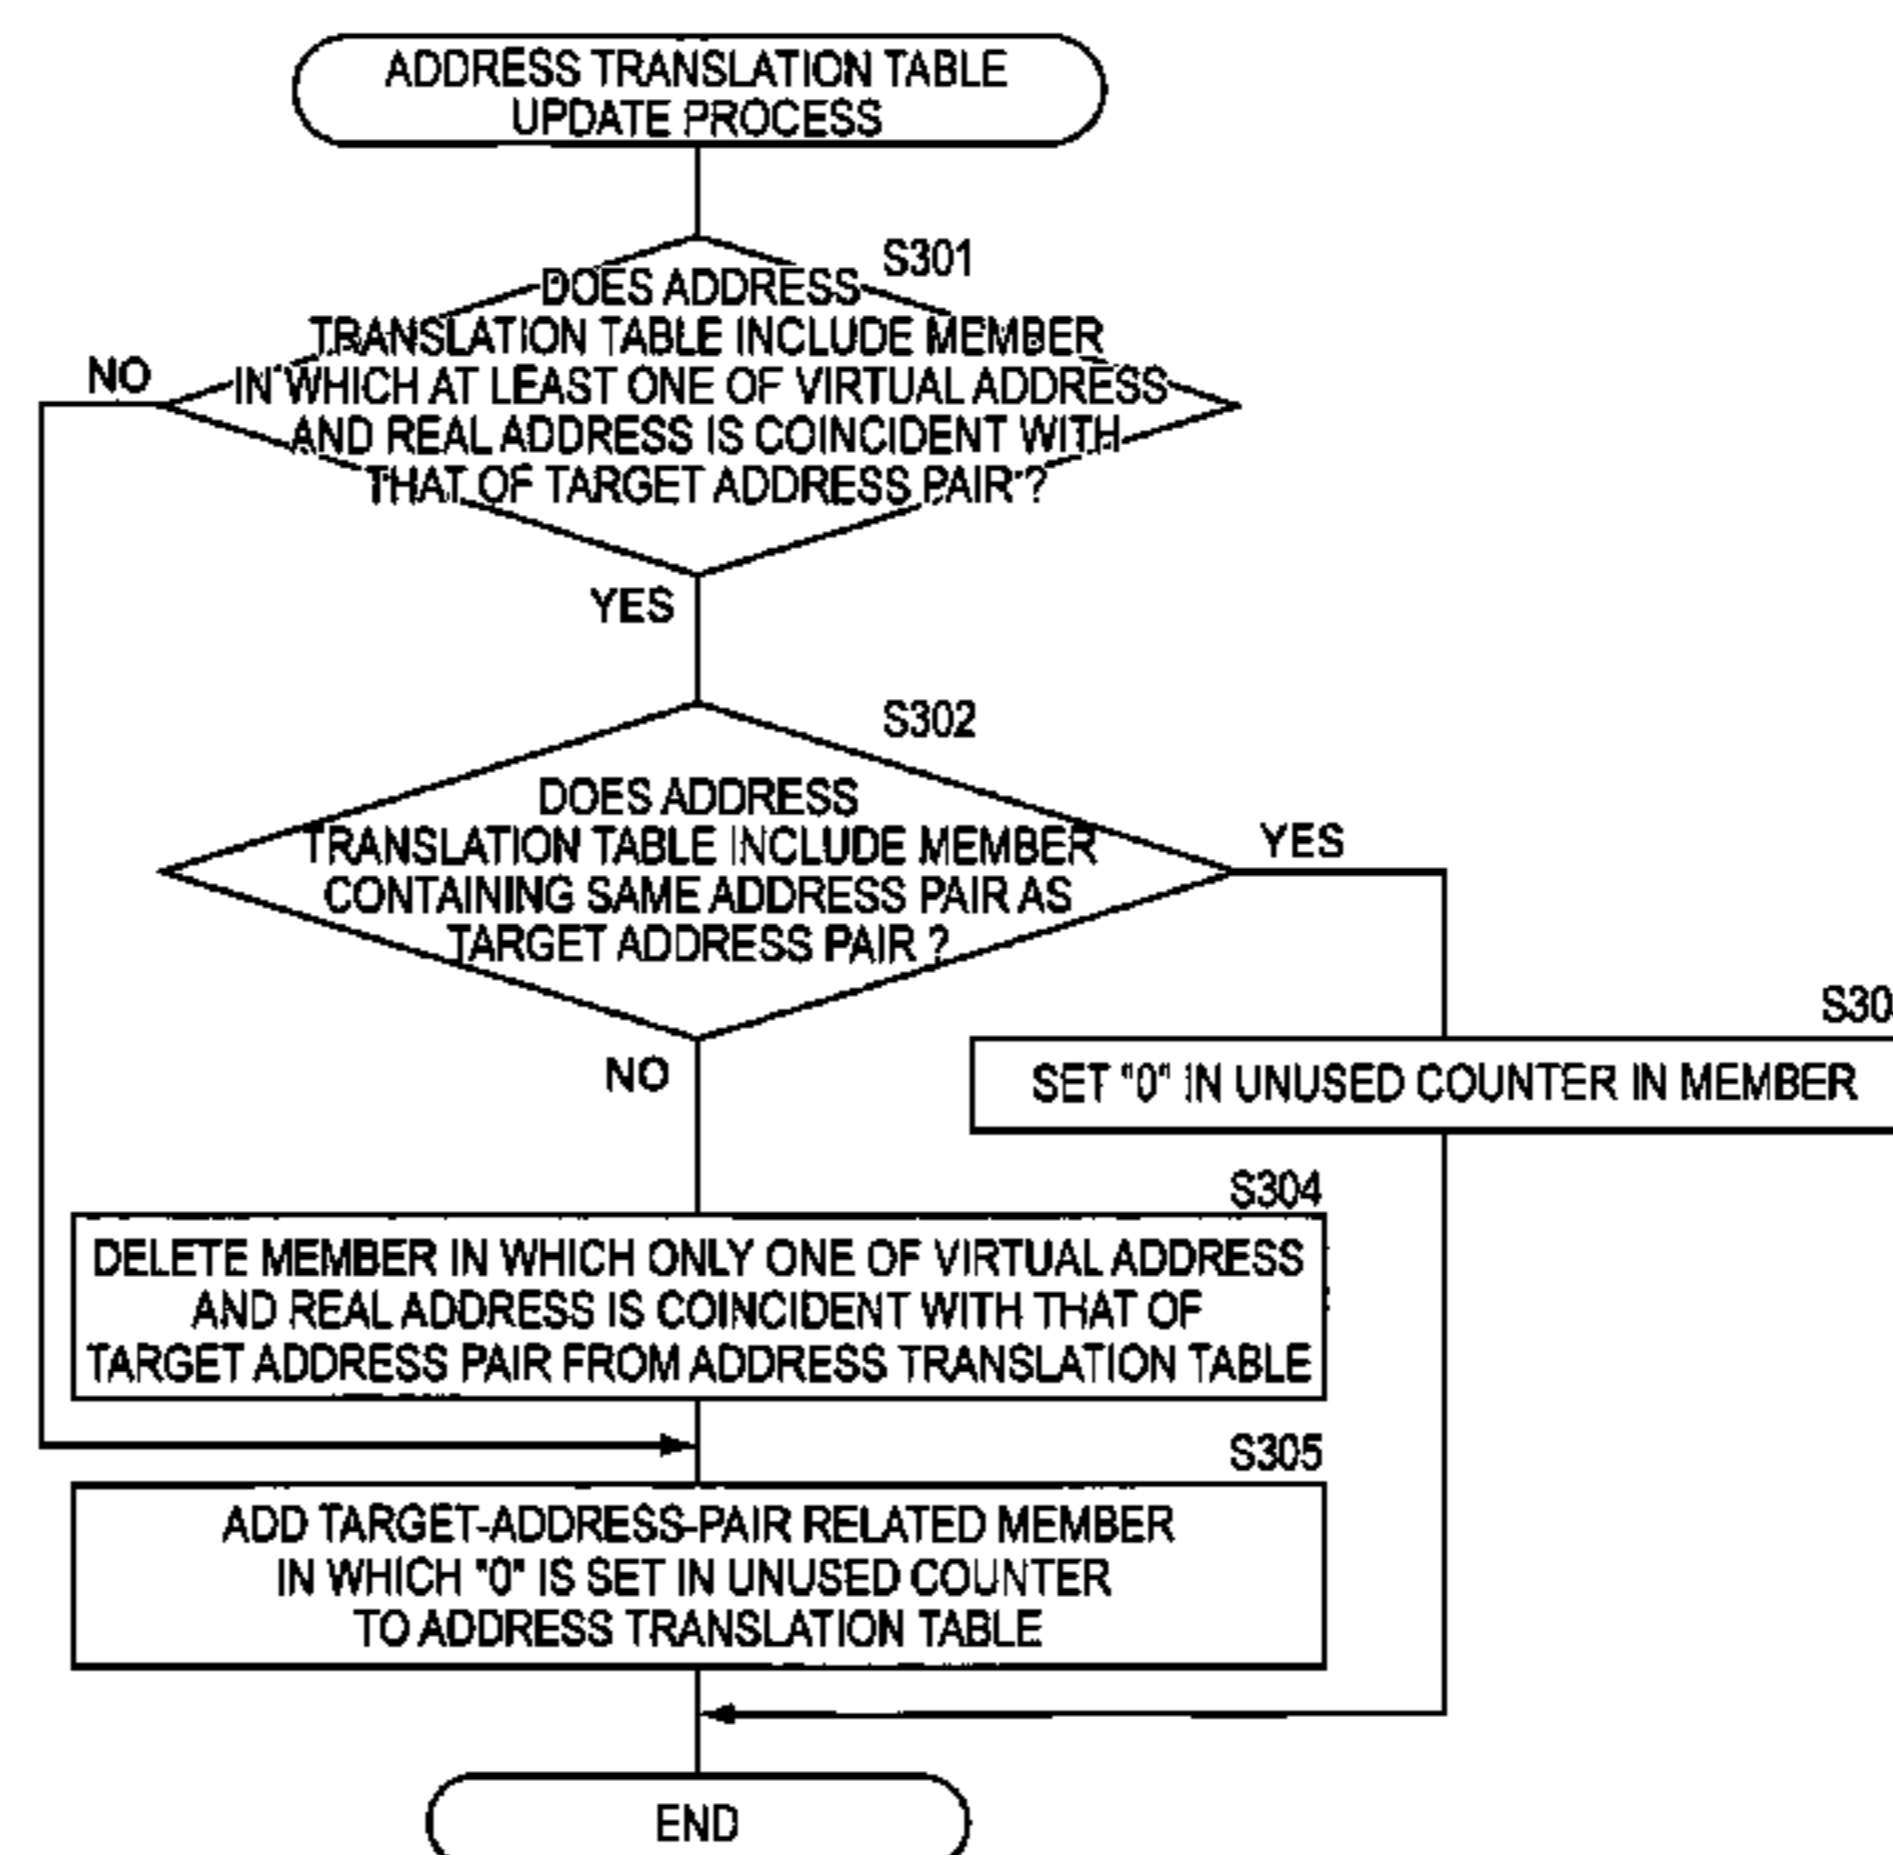 ADDRESS TRANSLATION TABLE
UPDATE PROCESS
S301
DOES ADDRESS
TRANSLATION TABLE INCLUDE MEMBER
IN WHICH AT LEAST ONE OF VIRTUAL ADDRESS
AND REAL ADDRESS IS COINCIDENT WITH
THAT OF TARGET ADDRESS PAIR ?
NO
YES
S302
DOES ADDRESS
TRANSLATION TABLE INCLUDE MEMBER
CONTAINING SAME ADDRESS PAIR AS
TARGET ADDRESS PAIR ?
YES
NO
S30
SET "0" IN UNUSED COUNTER IN MEMBER
S304
DELETE MEMBER IN WHICH ONLY ONE OF VIRTUAL ADDRESS
AND REAL ADDRESS IS COINCIDENT WITH THAT OF
TARGET ADDRESS PAIR FROM ADDRESS TRANSLATION TABLE
S305
ADD TARGET-ADDRESS-PAIR RELATED MEMBER
IN WHICH "0" IS SET IN UNUSED COUNTER
TO ADDRESS TRANSLATION TABLE
END